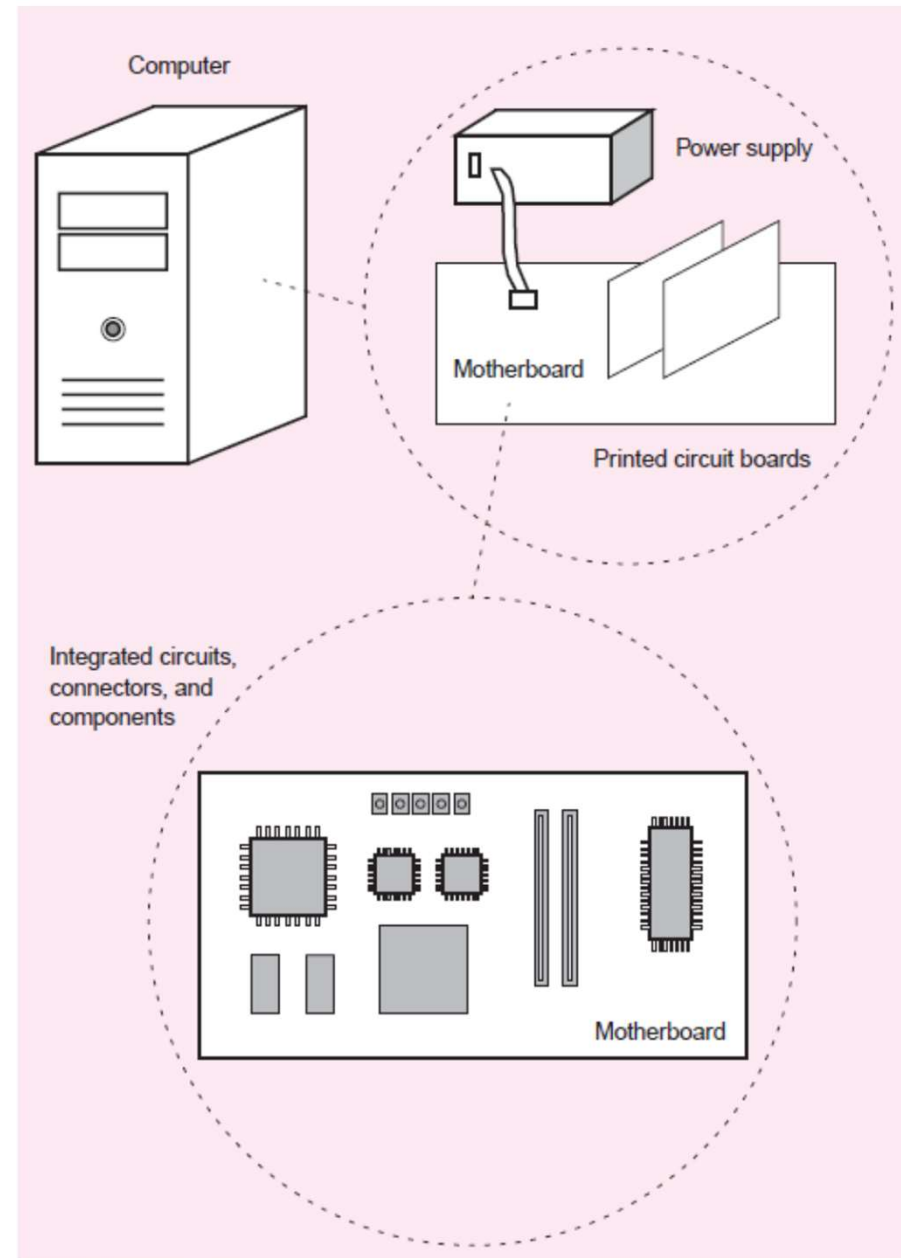 Computer
Power supply
Motherboard
Printed circuit boards
Integrated circuits,
connectors, and
components
Motherboard